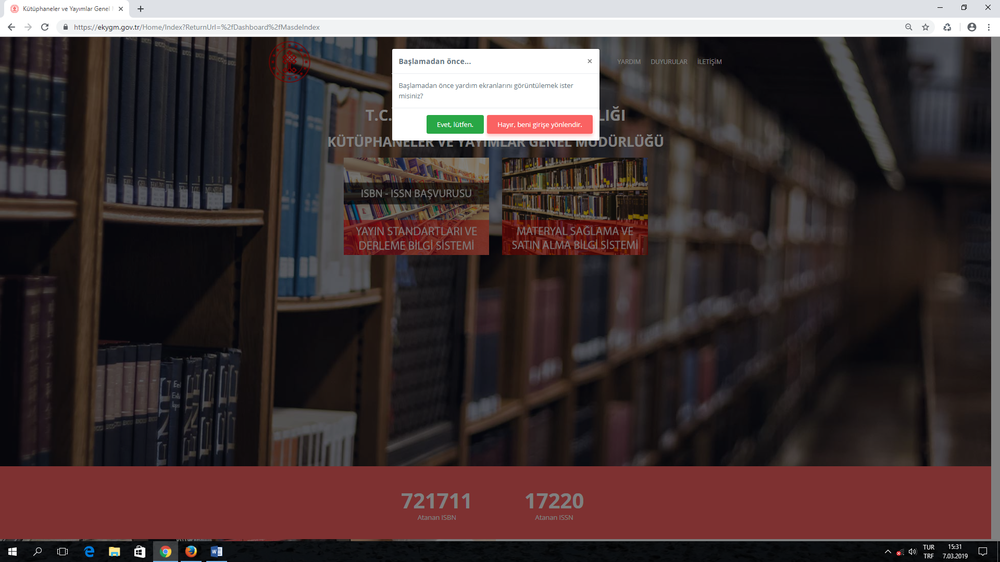 Kütüphaneler ve Yayımlar Genel
https://ekygm.gov.tr/Home/Index?ReturnUrl=%2fDashboard%2fMasdeIndex
Başlamadan önce...
×
YARDIM DUYURULAR İLETİŞİM
Başlamadan önce yardım ekranlarını görüntülemek ister
misiniz?
T.C. LIĞI
Evet, lütfen. Hayır, beni girişe yönlendir.
KÜTÜPHANELER VE YAYIMLAR GENEL MÜDÜRLÜĞÜ
ISBN - ISSN BAŞVURUSU
YAYIN STANDARTLARI VE
DERLEME BİLGİ SİSTEMİ
MATERYAL SAĞLAMA VE
SATIN ALMA BİLGİ SİSTEMİ
721711 17220
Atanan ISBN Atanan ISSN
TUR 15:31
TRF 7.03.2019